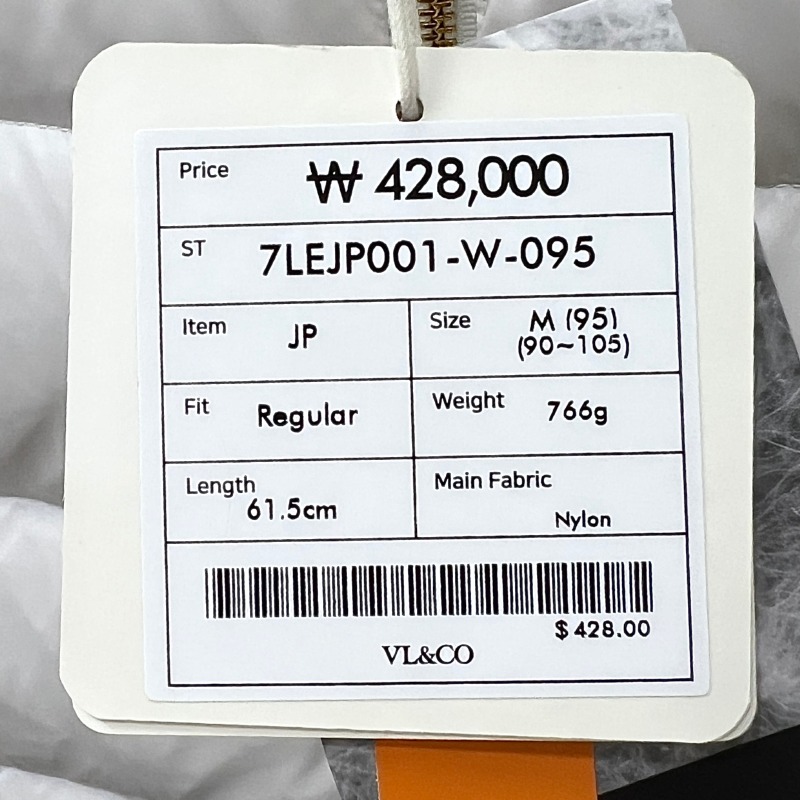 Price ₩ 428,000
ST 7LEJP001-W-095
Item JP
Size M (95)
(90~105)
Fit Regular
Weight 766g
Length
61.5cm
Main Fabric
Nylon
$ 428.00
VL&CO